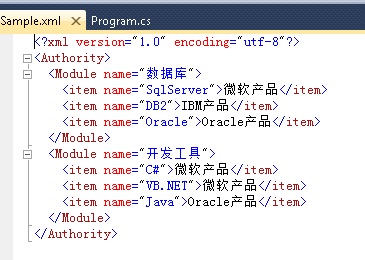 Sample.xml Program.cs
<?xml version="1.0" encoding="utf-8"?>
<Authority>
<Module name="数据库">
<item name="SqlServer">微软产品</item>
<item name="DB2">IBM产品</item>
<item name="Oracle">Oracle产品</item>
</Module>
<Module name="开发工具">
<item name="C#">微软产品</item>
<item name="VB.NET">微软产品</item>
<item name="Java">Oracle产品</item>
</Module>
</Authority>